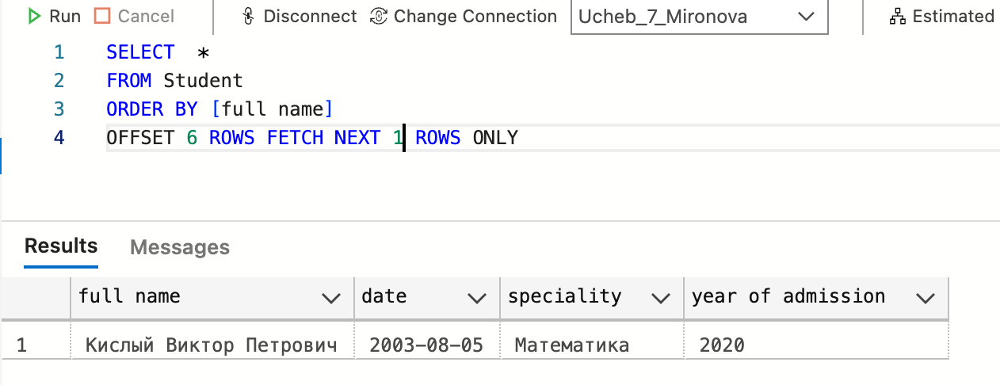 Run Cancel Disconnect Change Connection Ucheb_7_Mironova Estimated
1 SELECT *
2 FROM Student
3 ORDER BY [full name]
4 OFFSET 6 ROWS FETCH NEXT 1 ROWS ONLY
Results Messages
full name date speciality year of admission
1 Кислый Виктор Петрович 2003-08-05 Математика 2020